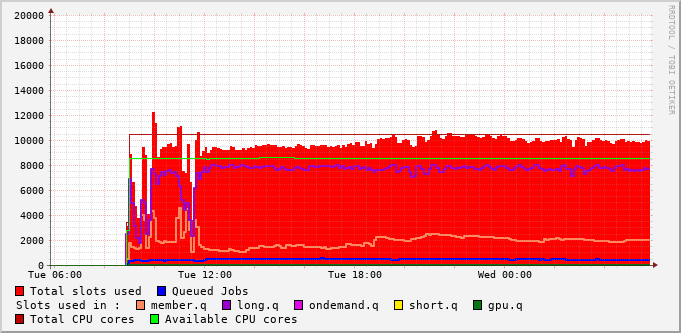 20000
18000
16000
14000
12000
10000
8000
6000
4000
2000
0
Tue 06:00 Tue 12:00 Tue 18:00 Wed 00:00
RRDTOOL / TOBI OETIKER
Total slots used Queued Jobs
Slots used in : member.q long.q ondemand.q short.q gpu.q
Total CPU cores Available CPU cores